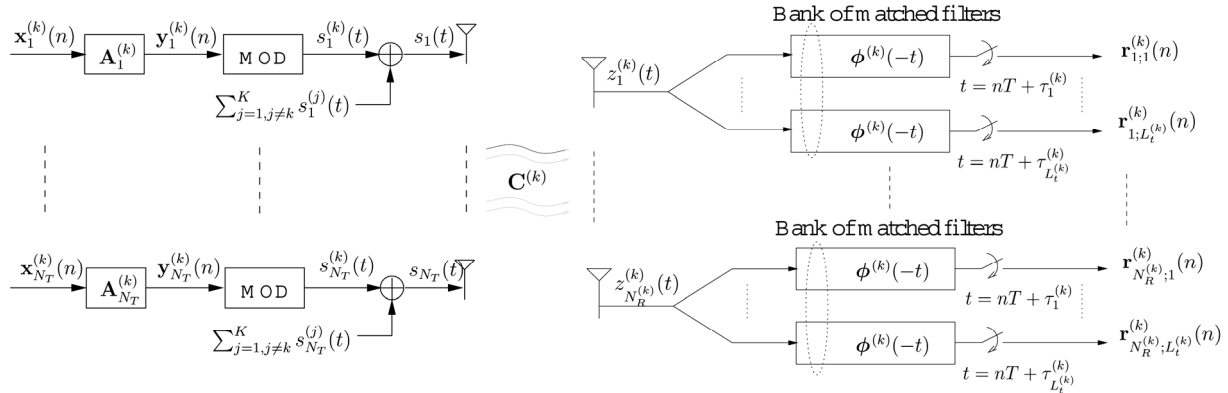 x_1^{(k)}(n) A_1^{(k)} y_1^{(k)}(n) MOD s_1^{(k)}(t) s_1(t)
∑_{j=1,j≠k}^{K} s_1^{(j)}(t)
x_{N_T}^{(k)}(n) A_{N_T}^{(k)} y_{N_T}^{(k)}(n) MOD s_{N_T}^{(k)}(t) s_{N_T}(t)
∑_{j=1,j≠k}^{K} s_{N_T}^{(j)}(t)
C^{(k)}
Bank of matched filters
z_1^{(k)}(t) ϕ^{(k)}(-t) r_{1;1}^{(k)}(n)
t = nT + τ_1^{(k)}
ϕ^{(k)}(-t) r_{1;L_t^{(k)}}^{(k)}(n)
t = nT + τ_{L_t^{(k)}}^{(k)}
Bank of matched filters
z_{N_R^{(k)}}^{(k)}(t) ϕ^{(k)}(-t) r_{N_R^{(k)};1}^{(k)}(n)
t = nT + τ_1^{(k)}
ϕ^{(k)}(-t) r_{N_R^{(k)};L_t^{(k)}}^{(k)}(n)
t = nT + τ_{L_t^{(k)}}^{(k)}